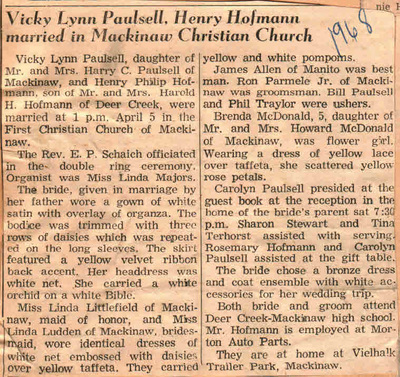 Vicky Lynn Paulsell, Henry Hofmann
married in Mackinaw Christian Church
1968
Vicky Lynn Paulsell, daughter of
Mr. and Mrs. Harry C. Paulsell of
Mackinaw, and Henry Philip Hof-
mann, son of Mr. and Mrs. Harold
H. Hofmann of Deer Creek, were
married at 1 p.m. April 5 in the
First Christian Church of Macki-
naw.
The Rev. E. P. Schaich officiated
in the double ring ceremony.
Organist was Miss Linda Majors.
The bride, given in marriage by
her father wore a gown of white
satin with overlay of organza. The
bodice was trimmed with three
rows of daisies which was repeat-
ed on the long sleeves. The skirt
featured a yellow velvet ribbon
back accent. Her headdress was
white net. She carried a white
orchid on a white Bible.
Miss Linda Littlefield of Macki-
naw, maid of honor, and Miss
Linda Ludden of Mackinaw, brides-
maid, wore identical dresses of
white net embossed with daisies
over yellow taffeta. They carried
yellow and white pompoms.
James Allen of Manito was best
man. Ron Parmele Jr. of Macki-
naw was groomsman. Bill Paulsell
and Phil Traylor were ushers.
Brenda McDonald, 5, daughter of
Mr. and Mrs. Howard McDonald
of Mackinaw, was flower girl.
Wearing a dress of yellow lace
over taffeta, she scattered yellow
rose petals.
Carolyn Paulsell presided at the
guest book at the reception in the
home of the bride's parent sat 7:30
p.m. Sharon Stewart and Tina
Terhorst assisted with serving.
Rosemary Hofmann and Carolyn
Paulsell assisted at the gift table.
The bride chose a bronze dress
and coat ensemble with white ac-
cessories for her wedding trip.
Both bride and groom attend
Deer Creek-Mackinaw high school.
Mr. Hofmann is employed at Mor-
ton Auto Parts.
They are at home at Vielhalk
Trailer Park, Mackinaw.